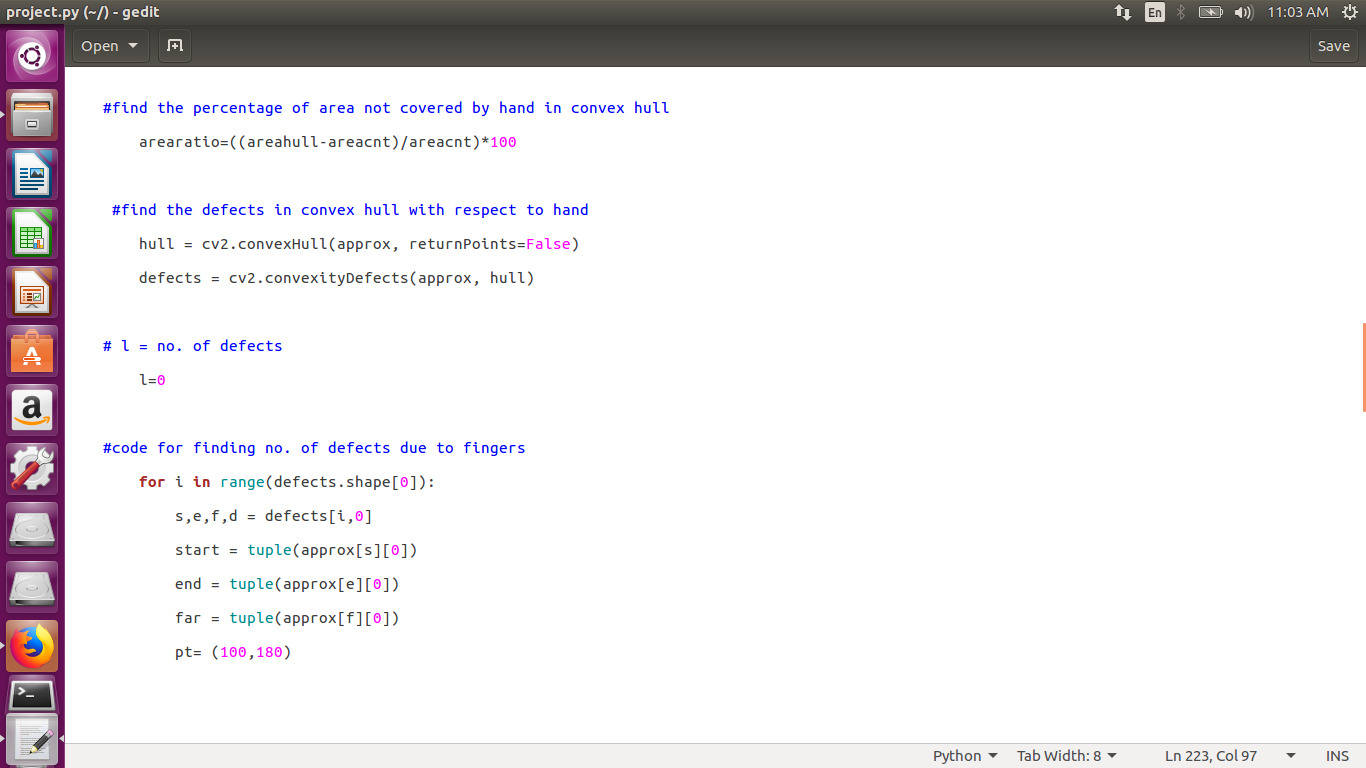 project.py (~/) - gedit
En
11:03 AM
Open
Save
#find the percentage of area not covered by hand in convex hull
arearatio=((areahull-areacnt)/areacnt)*100
#find the defects in convex hull with respect to hand
hull = cv2.convexHull(approx, returnPoints=False)
defects = cv2.convexityDefects(approx, hull)
# l = no. of defects
l=0
#code for finding no. of defects due to fingers
for i in range(defects.shape[0]):
s,e,f,d = defects[i,0]
start = tuple(approx[s][0])
end = tuple(approx[e][0])
far = tuple(approx[f][0])
pt= (100,180)
Python
Tab Width: 8
Ln 223, Col 97
INS